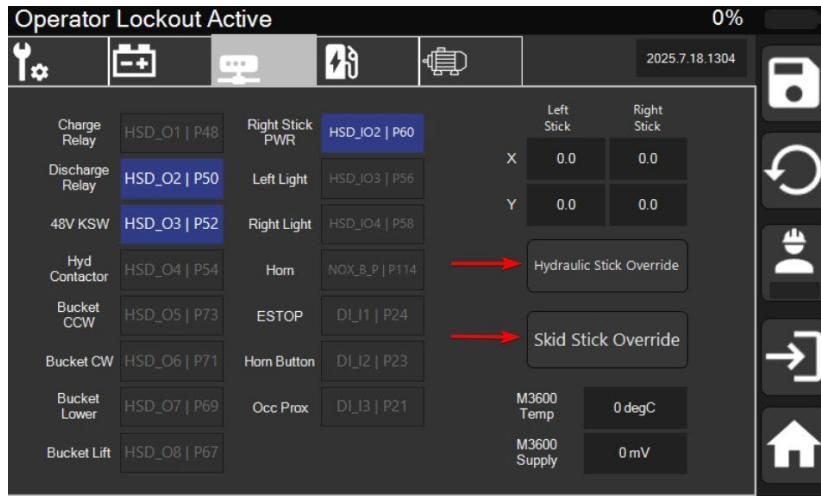 Operator Lockout Active 0%
2025.7.18.1304
Left Stick
Right Stick
Charge Relay
HSD_O1 | P48
Right Stick PWR
HSD_IO2 | P60
X 0.0 0.0
Discharge Relay
HSD_O2 | P50
Left Light
HSD_IO3 | P56
Y 0.0 0.0
48V KSW
HSD_O3 | P52
Right Light
HSD_IO4 | P58
Hyd Contactor
HSD_O4 | P54
Horn
NOX_B_P | P114
Hydraulic Stick Override
Bucket CCW
HSD_O5 | P73
ESTOP
DI_I1 | P24
Skid Stick Override
Bucket CW
HSD_O6 | P71
Horn Button
DI_I2 | P23
Bucket Lower
HSD_O7 | P69
Occ Prox
DI_I3 | P21
M3600 Temp
0 degC
Bucket Lift
HSD_O8 | P67
M3600 Supply
0 mV